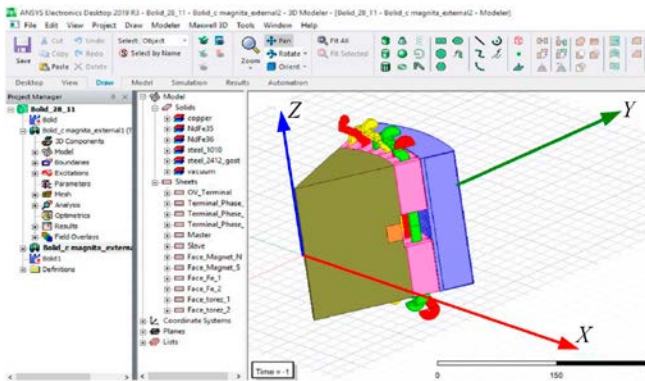 ANSYS Electronics Desktop 2019 R3 - Bolid_28_11 - Bolid_c magnita_external2 - 3D Modeler - [Bolid_28_11 - Bolid_c magnita_external2 - Modeler]
File Edit View Project Draw Modeler Maxwell 3D Tools Window Help
Save
Cut
Copy
Paste
Undo
Redo
Delete
Select: Object
Select by Name
Zoom
Pan
Rotate
Orient
Fit All
Fit Selected
Desktop View Draw Model Simulation Results Automation
Project Manager
Bolid_28_11
Bolid
Bolid_c magnita_external1 (
3D Components
Model
Boundaries
Excitations
Parameters
Mesh
Analysis
Optimetrics
Results
Field Overlays
Bolid_c magnita_externa
Bolid1
Definitions
Model
Solids
copper
NdFe35
NdFe36
steel_1010
steel_2412_gost
vacuum
Sheets
OV_Terminal
Terminal_Phase_
Terminal_Phase_
Terminal_Phase_
Master
Slave
Face_Magnet_N
Face_Magnet_S
Face_Fe_1
Face_Fe_2
Face_torez_1
Face_torez_2
Coordinate Systems
Planes
Lists
Z
Y
X
Time = -1
0
150